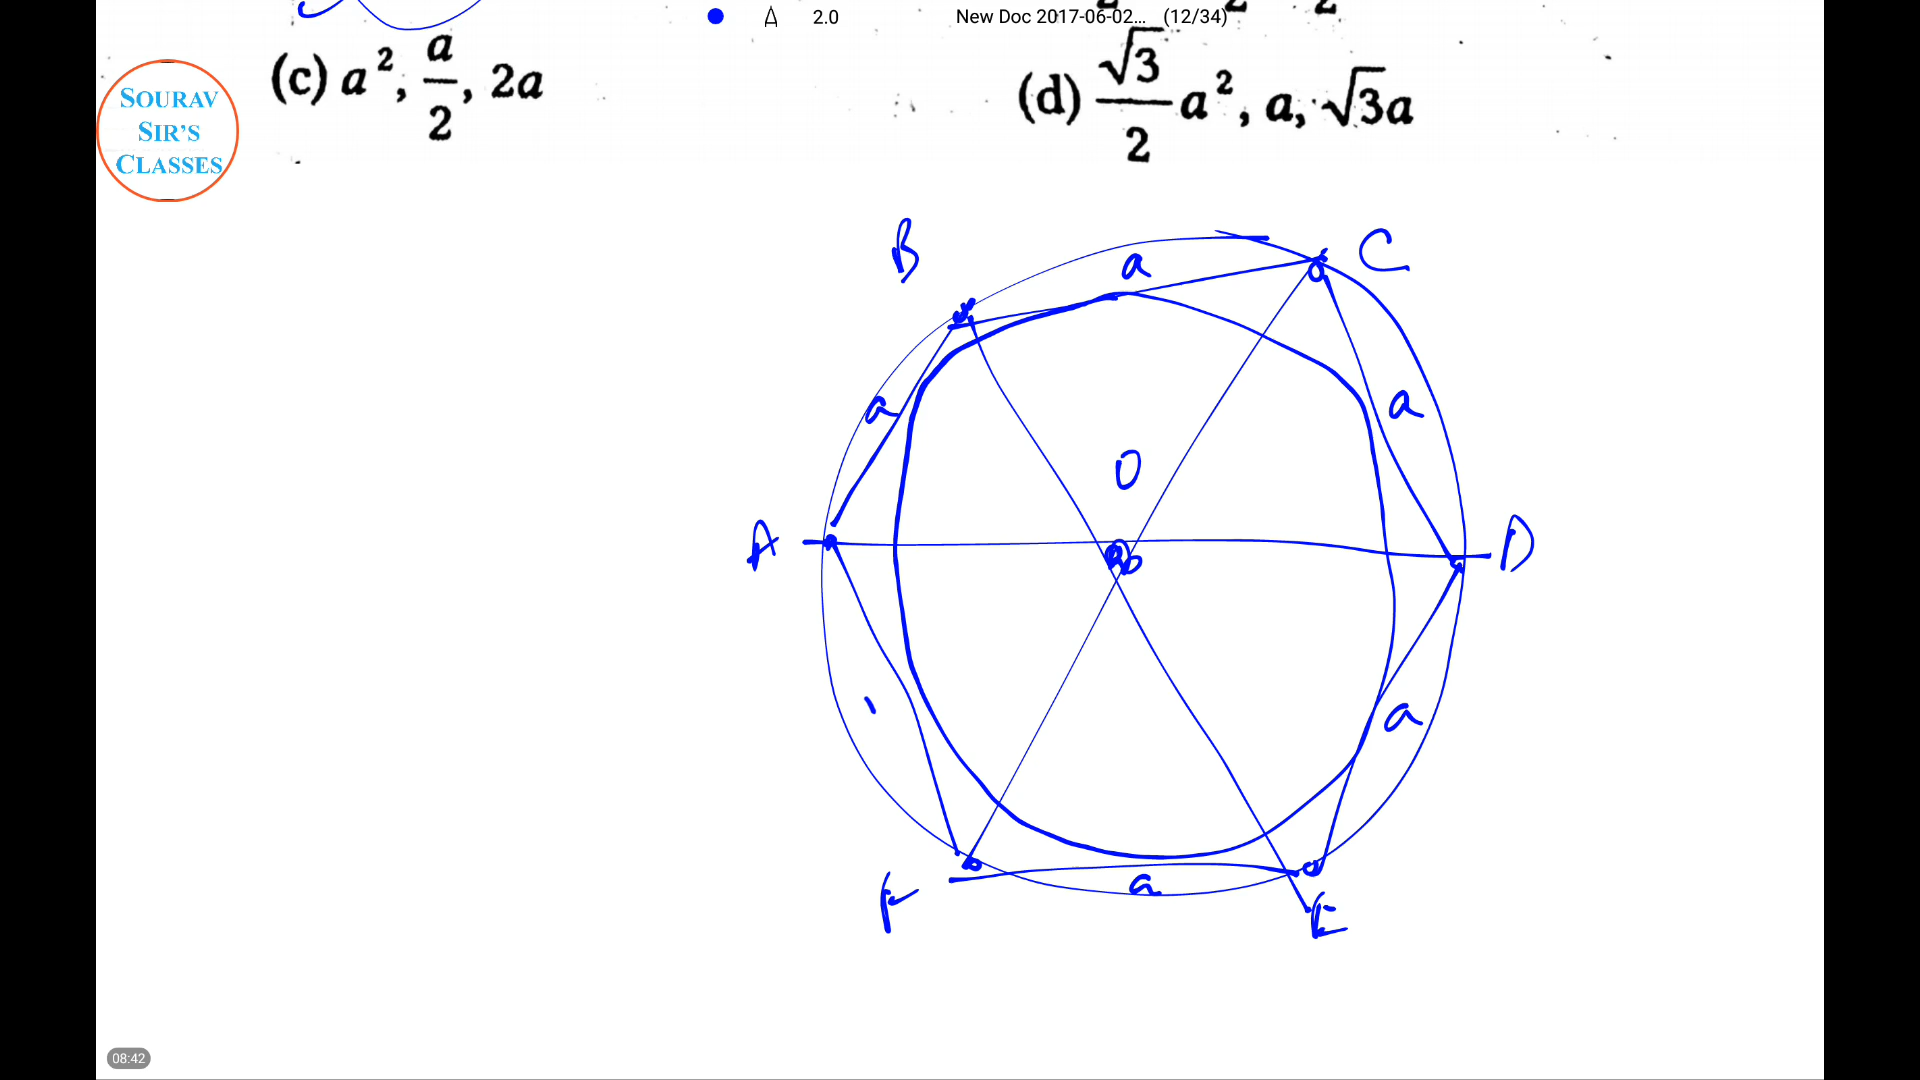 2.0 New Doc 2017-06-02... (12/34)
SOURAV
SIR'S
CLASSES
(c) a², a/2, 2a
(d) √3/2 a², a, √3a
B
a
C
a
a
O
A
D
a
F
a
E
08:42